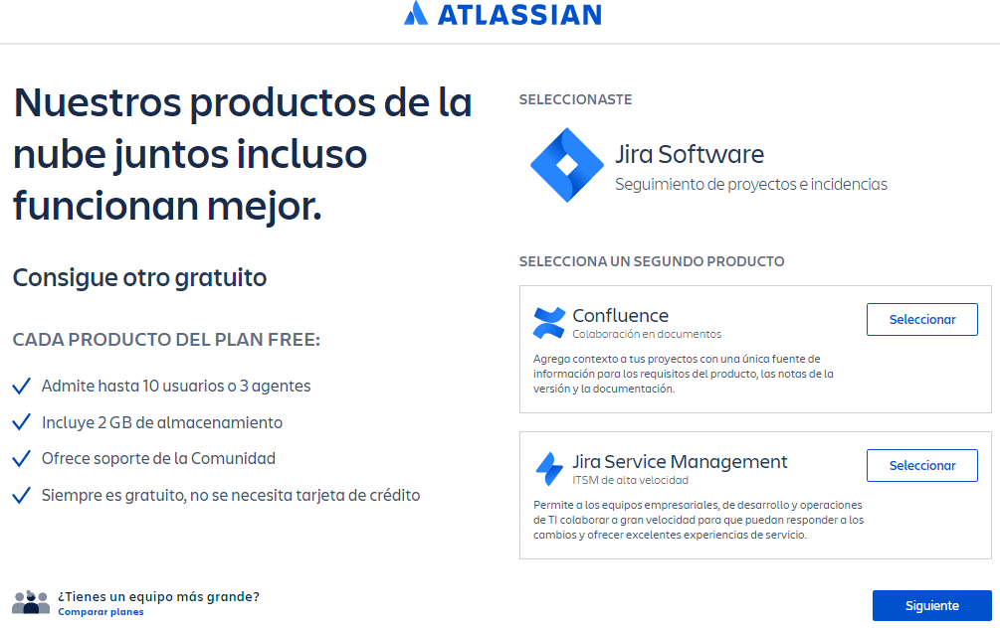 ATLASSIAN
Nuestros productos de la
nube juntos incluso
funcionan mejor.
Consigue otro gratuito
CADA PRODUCTO DEL PLAN FREE:
Admite hasta 10 usuarios o 3 agentes
Incluye 2 GB de almacenamiento
Ofrece soporte de la Comunidad
Siempre es gratuito, no se necesita tarjeta de crédito
¿Tienes un equipo más grande?
Comparar planes
SELECCIONASTE
Jira Software
Seguimiento de proyectos e incidencias
SELECCIONA UN SEGUNDO PRODUCTO
Confluence
Colaboración en documentos
Seleccionar
Agrega contexto a tus proyectos con una única fuente de
información para los requisitos del producto, las notas de la
versión y la documentación.
Jira Service Management
ITSM de alta velocidad
Seleccionar
Permite a los equipos empresariales, de desarrollo y operaciones
de TI colaborar a gran velocidad para que puedan responder a los
cambios y ofrecer excelentes experiencias de servicio.
Siguiente